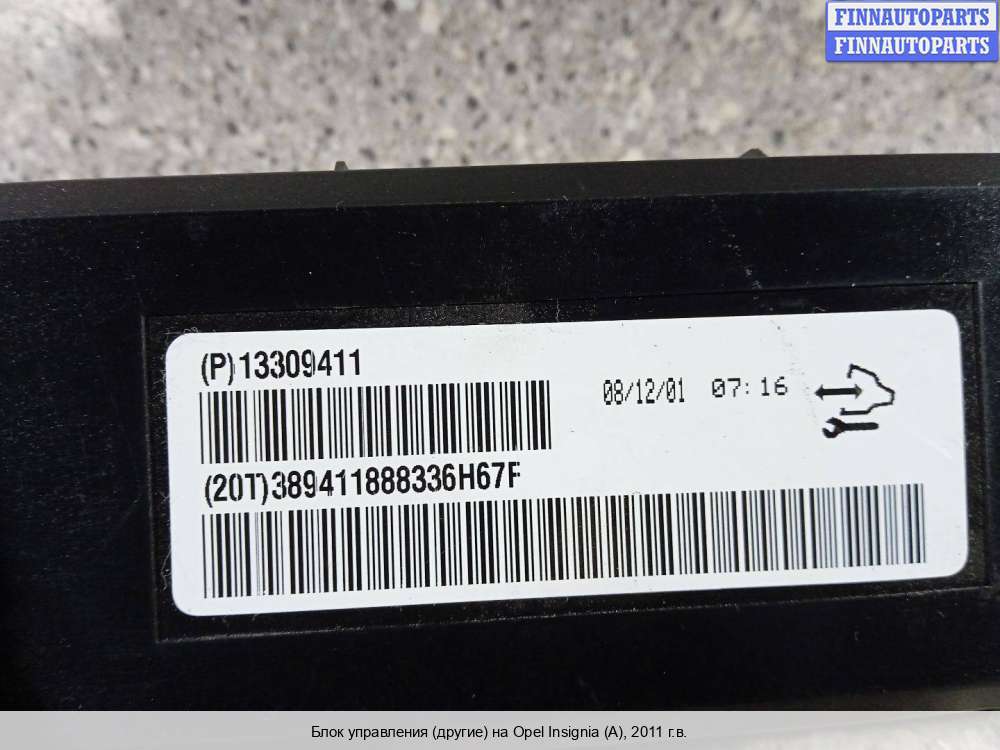 FINNAUTOPARTS
FINNAUTOPARTS
(P)13309411
08/12/01 07:16
(20T)389411888336H67F
Блок управления (другие) на Opel Insignia (A), 2011 г.в.